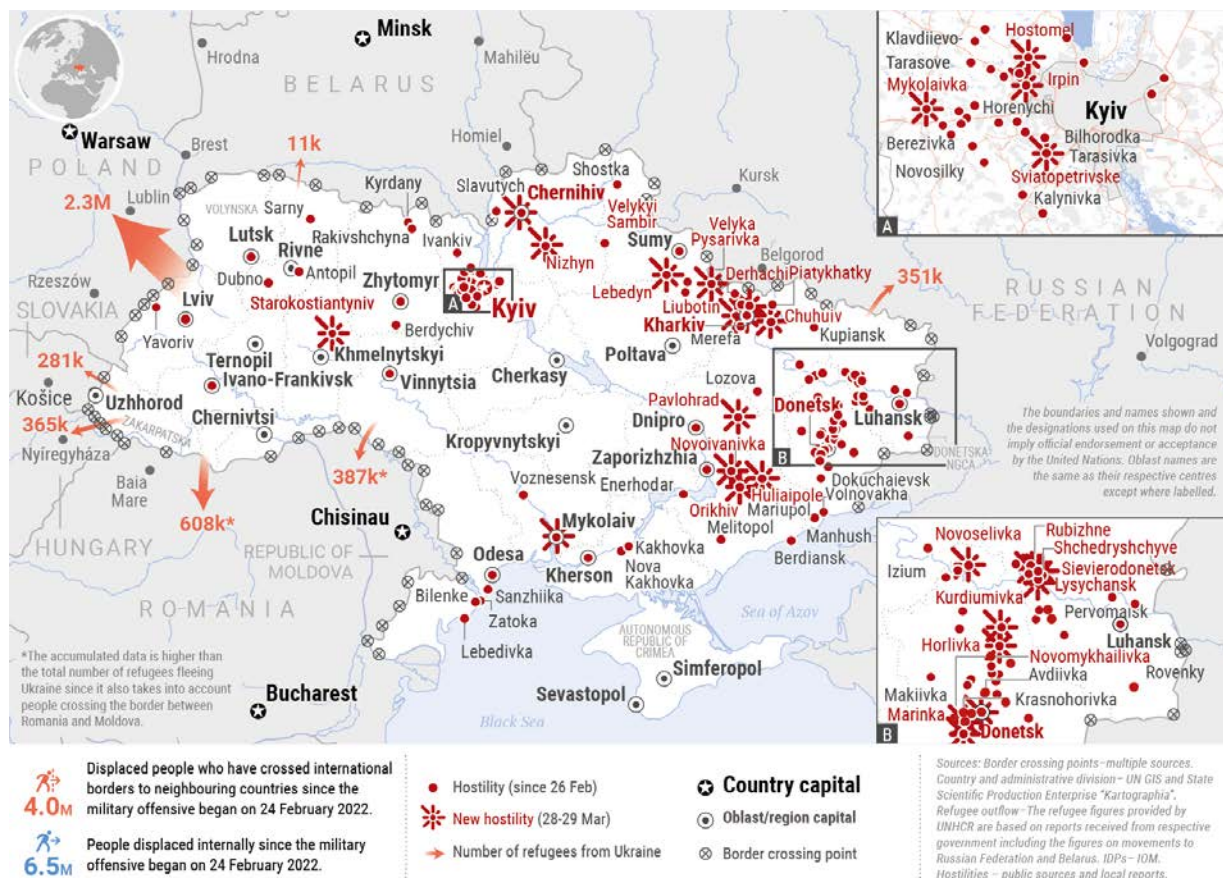 Minsk
Hrodna
Mahilëu
BELARUS
Warsaw
POLAND
Brest
Lublin
2.3M
11k
Homiel
Kursk
Shostka
Slavutych
Chernihiv
Kyrdany
VOLYNSKA
Sarny
Rakivshchyna
Ivankiv
Velykyi
Sambir
Nizhyn
Sumy
Velyka
Pysarivka
Belgorod
Lutsk
Rivne
Rzeszów
Dubno
Antopil
Zhytomyr
A
Kyiv
Lebedyn
Derhachi
Piatykhatky
351k
RUSSIAN
FEDERATION
SLOVAKIA
Lviv
Starokostiantyniv
Liubotin
Chuhuiv
Kharkiv
Merefa
Kupiansk
Yavoriv
Berdychiv
Volgograd
Ternopil
Khmelnytskyi
Poltava
281k
Ivano-Frankivsk
Vinnytsia
Cherkasy
Lozova
Košice
Uzhhorod
Pavlohrad
Donetsk
Luhansk
365k
ZAKARPATSKA
Chernivtsi
Dnipro
Nyíregyháza
Kropyvnytskyi
Novoivanivka
B
DONETSKA
NGCA
387k*
Zaporizhzhia
Baia
Mare
Voznesensk
Enerhodar
Dokuchaievsk
Volnovakha
Huliaipole
608k*
Orikhiv
Mariupol
Melitopol
Chisinau
Mykolaiv
Manhush
HUNGARY
REPUBLIC OF
MOLDOVA
Odesa
Kherson
Kakhovka
Nova
Kakhovka
Berdiansk
ROMANIA
Bilenke
Sanzhiika
Zatoka
Sea of Azov
Lebedivka
AUTONOMOUS
REPUBLIC OF
CRIMEA
Simferopol
Sevastopol
Bucharest
Black Sea
*The accumulated data is higher than
the total number of refugees fleeing
Ukraine since it also takes into account
people crossing the border between
Romania and Moldova.
Klavdiievo-
Tarasove
Hostomel
Mykolaivka
Irpin
Horenychi
Kyiv
Berezivka
Bilhorodka
Tarasivka
Novosilky
Sviatopetrivske
Kalynivka
A
The boundaries and names shown and
the designations used on this map do not
imply official endorsement or acceptance
by the United Nations. Oblast names are
the same as their respective centres
except where labelled.
Novoselivka
Rubizhne
Shchedryshchyve
Izium
Sievierodonetsk
Lysychansk
Kurdiumivka
Pervomaisk
Luhansk
Horlivka
Novomykhailivka
Avdiivka
Rovenky
Makiivka
Krasnohorivka
Marinka
B
Donetsk
4.0M
Displaced people who have crossed international
borders to neighbouring countries since the
military offensive began on 24 February 2022.
6.5M
People displaced internally since the military
offensive began on 24 February 2022.
Hostility (since 26 Feb)
New hostility (28-29 Mar)
Number of refugees from Ukraine
Country capital
Oblast/region capital
Border crossing point
Sources: Border crossing points–multiple sources.
Country and administrative division– UN GIS and State
Scientific Production Enterprise "Kartographia".
Refugee outflow–The refugee figures provided by
UNHCR are based on reports received from respective
government including the figures on movements to
Russian Federation and Belarus. IDPs– IOM.
Hostilities – public sources and local reports.